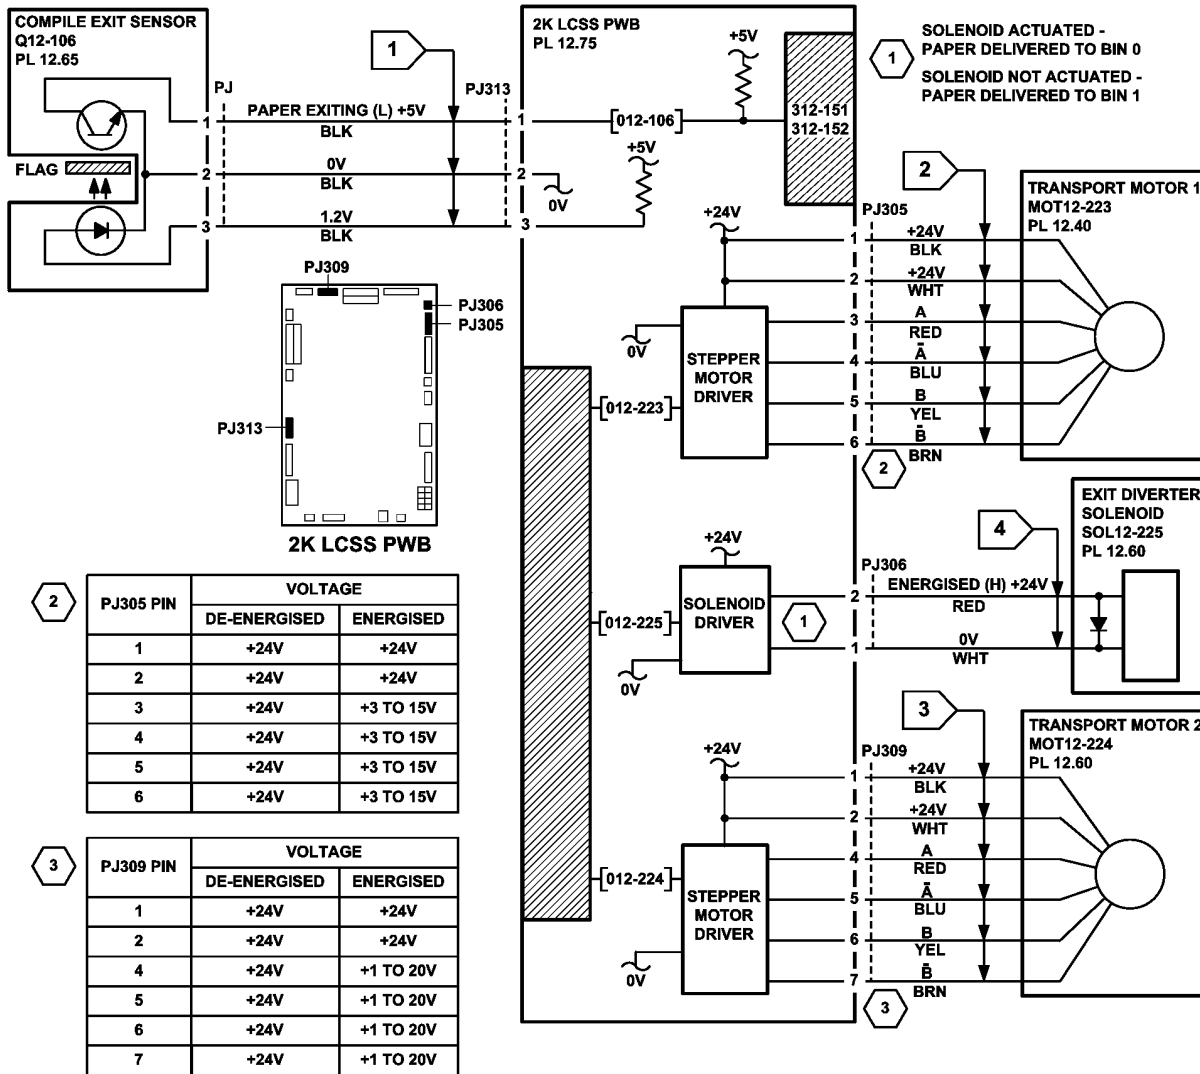 COMPILE EXIT SENSOR
Q12-106
PL 12.65
FLAG
PJ
1
2
3
1
PAPER EXITING (L) +5V
BLK
0V
BLK
1.2V
BLK
PJ313
1
2
3
2K LCSS PWB
PL 12.75
+5V
[012-106]
312-151
312-152
+5V
0V
1
SOLENOID ACTUATED -
PAPER DELIVERED TO BIN 0
SOLENOID NOT ACTUATED -
PAPER DELIVERED TO BIN 1
PJ309
PJ306
PJ305
PJ313
2K LCSS PWB
+24V
0V
[012-223]
STEPPER
MOTOR
DRIVER
PJ305
1
2
3
4
5
6
2
2
+24V
BLK
+24V
WHT
A
RED
Ā
BLU
B
YEL
B̄
BRN
TRANSPORT MOTOR 1
MOT12-223
PL 12.40
+24V
[012-225]
SOLENOID
DRIVER
0V
1
PJ306
2
1
4
ENERGISED (H) +24V
RED
0V
WHT
EXIT DIVERTER
SOLENOID
SOL12-225
PL 12.60
+24V
[012-224]
STEPPER
MOTOR
DRIVER
0V
PJ309
1
2
4
5
6
7
3
3
+24V
BLK
+24V
WHT
A
RED
Ā
BLU
B
YEL
B̄
BRN
TRANSPORT MOTOR 2
MOT12-224
PL 12.60
2
PJ305 PIN VOLTAGE
DE-ENERGISED ENERGISED
1 +24V +24V
2 +24V +24V
3 +24V +3 TO 15V
4 +24V +3 TO 15V
5 +24V +3 TO 15V
6 +24V +3 TO 15V
3
PJ309 PIN VOLTAGE
DE-ENERGISED ENERGISED
1 +24V +24V
2 +24V +24V
4 +24V +1 TO 20V
5 +24V +1 TO 20V
6 +24V +1 TO 20V
7 +24V +1 TO 20V